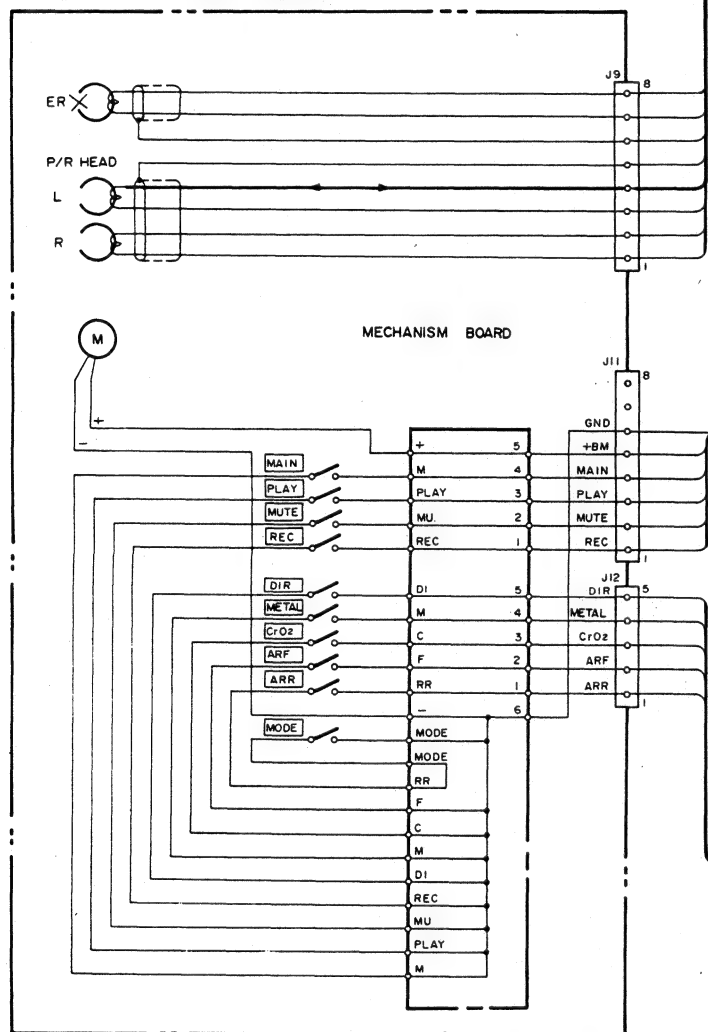 J9
8
ER
P/R HEAD
L
R
1
M
MECHANISM BOARD
J11
8
+
−
GND
+ 5 +BM
MAIN M 4 MAIN
PLAY PLAY 3 PLAY
MUTE MU. 2 MUTE
REC REC 1 REC 1
J12
DIR DI 5 DIR 5
METAL M 4 METAL
CrO2 C 3 CrO2
ARF F 2 ARF
ARR RR 1 ARR 1
− 6
MODE MODE
MODE
RR
F
C
M
DI
REC
MU
PLAY
M